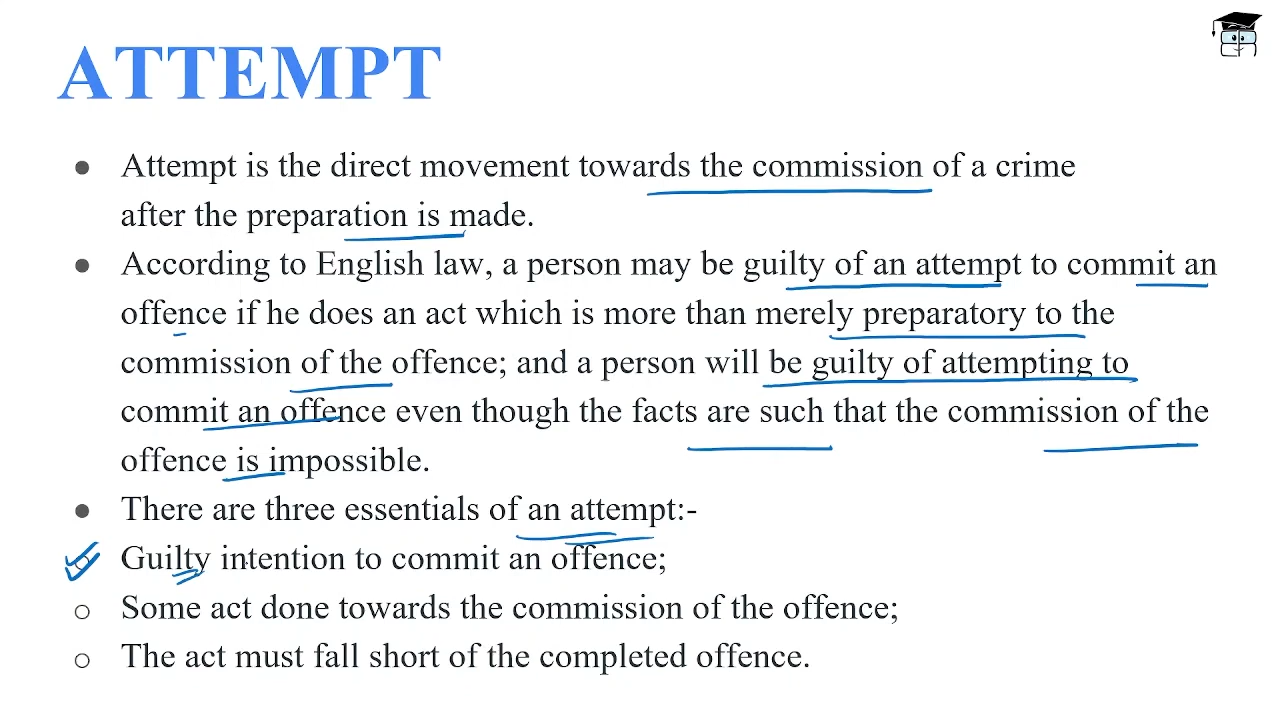 ATTEMPT
● Attempt is the direct movement towards the commission of a crime
after the preparation is made.
● According to English law, a person may be guilty of an attempt to commit an
offence if he does an act which is more than merely preparatory to the
commission of the offence; and a person will be guilty of attempting to
commit an offence even though the facts are such that the commission of the
offence is impossible.
● There are three essentials of an attempt:-
○ Guilty intention to commit an offence;
○ Some act done towards the commission of the offence;
○ The act must fall short of the completed offence.